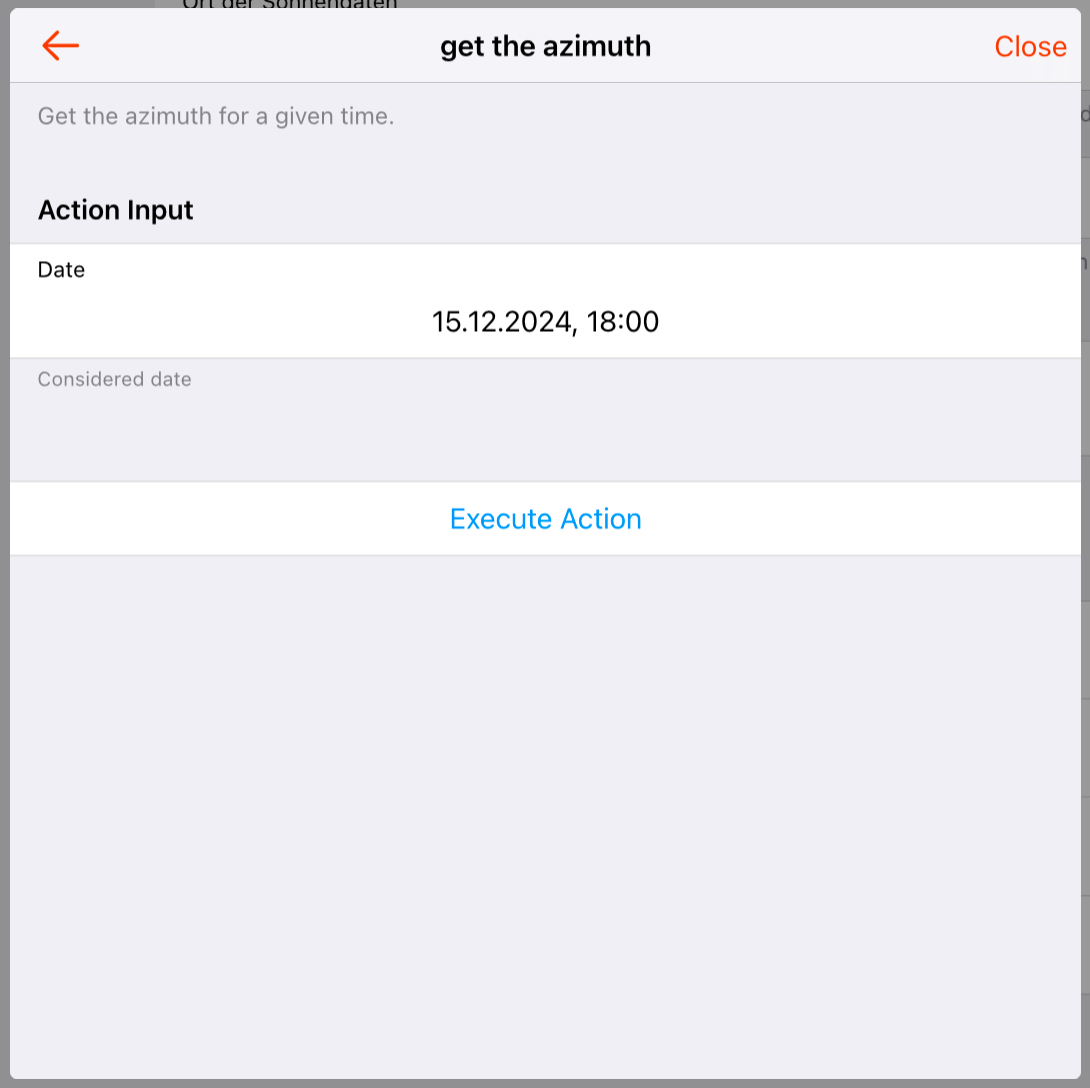 Ort der Sonnendaten
get the azimuth
Close
Get the azimuth for a given time.
Action Input
Date
15.12.2024, 18:00
Considered date
Execute Action